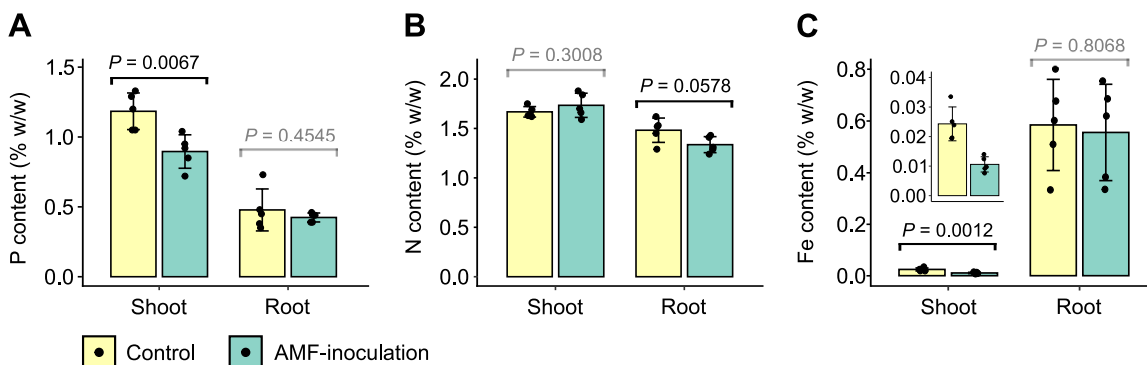 A
P content (% w/w)
1.5
1.0
0.5
0.0
P = 0.0067
P = 0.4545
Shoot
Root
B
N content (% w/w)
2.0
1.5
1.0
0.5
0.0
P = 0.3008
P = 0.0578
Shoot
Root
C
Fe content (% w/w)
0.8
0.6
0.4
0.2
0.0
0.04
0.03
0.02
0.01
0.00
P = 0.0012
P = 0.8068
Shoot
Root
Control
AMF-inoculation